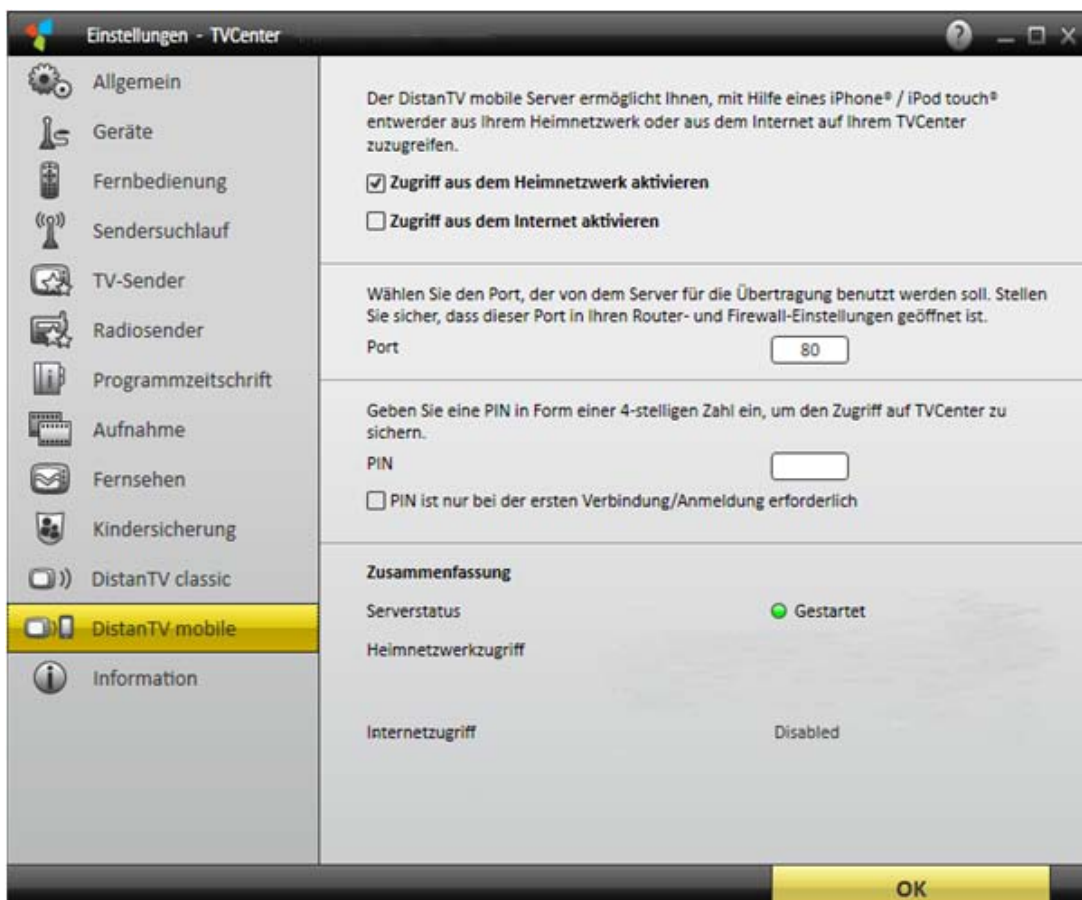 Einstellungen - TVCenter
?
Allgemein
Geräte
Fernbedienung
Sendersuchlauf
TV-Sender
Radiosender
Programmzeitschrift
Aufnahme
Fernsehen
Kindersicherung
DistanTV classic
DistanTV mobile
Information
Der DistanTV mobile Server ermöglicht Ihnen, mit Hilfe eines iPhone® / iPod touch®
entwerder aus Ihrem Heimnetzwerk oder aus dem Internet auf Ihrem TVCenter
zuzugreifen.
Zugriff aus dem Heimnetzwerk aktivieren
Zugriff aus dem Internet aktivieren
Wählen Sie den Port, der von dem Server für die Übertragung benutzt werden soll. Stellen
Sie sicher, dass dieser Port in Ihren Router- und Firewall-Einstellungen geöffnet ist.
Port 80
Geben Sie eine PIN in Form einer 4-stelligen Zahl ein, um den Zugriff auf TVCenter zu
sichern.
PIN
PIN ist nur bei der ersten Verbindung/Anmeldung erforderlich
Zusammenfassung
Serverstatus Gestartet
Heimnetzwerkzugriff
Internetzugriff Disabled
OK